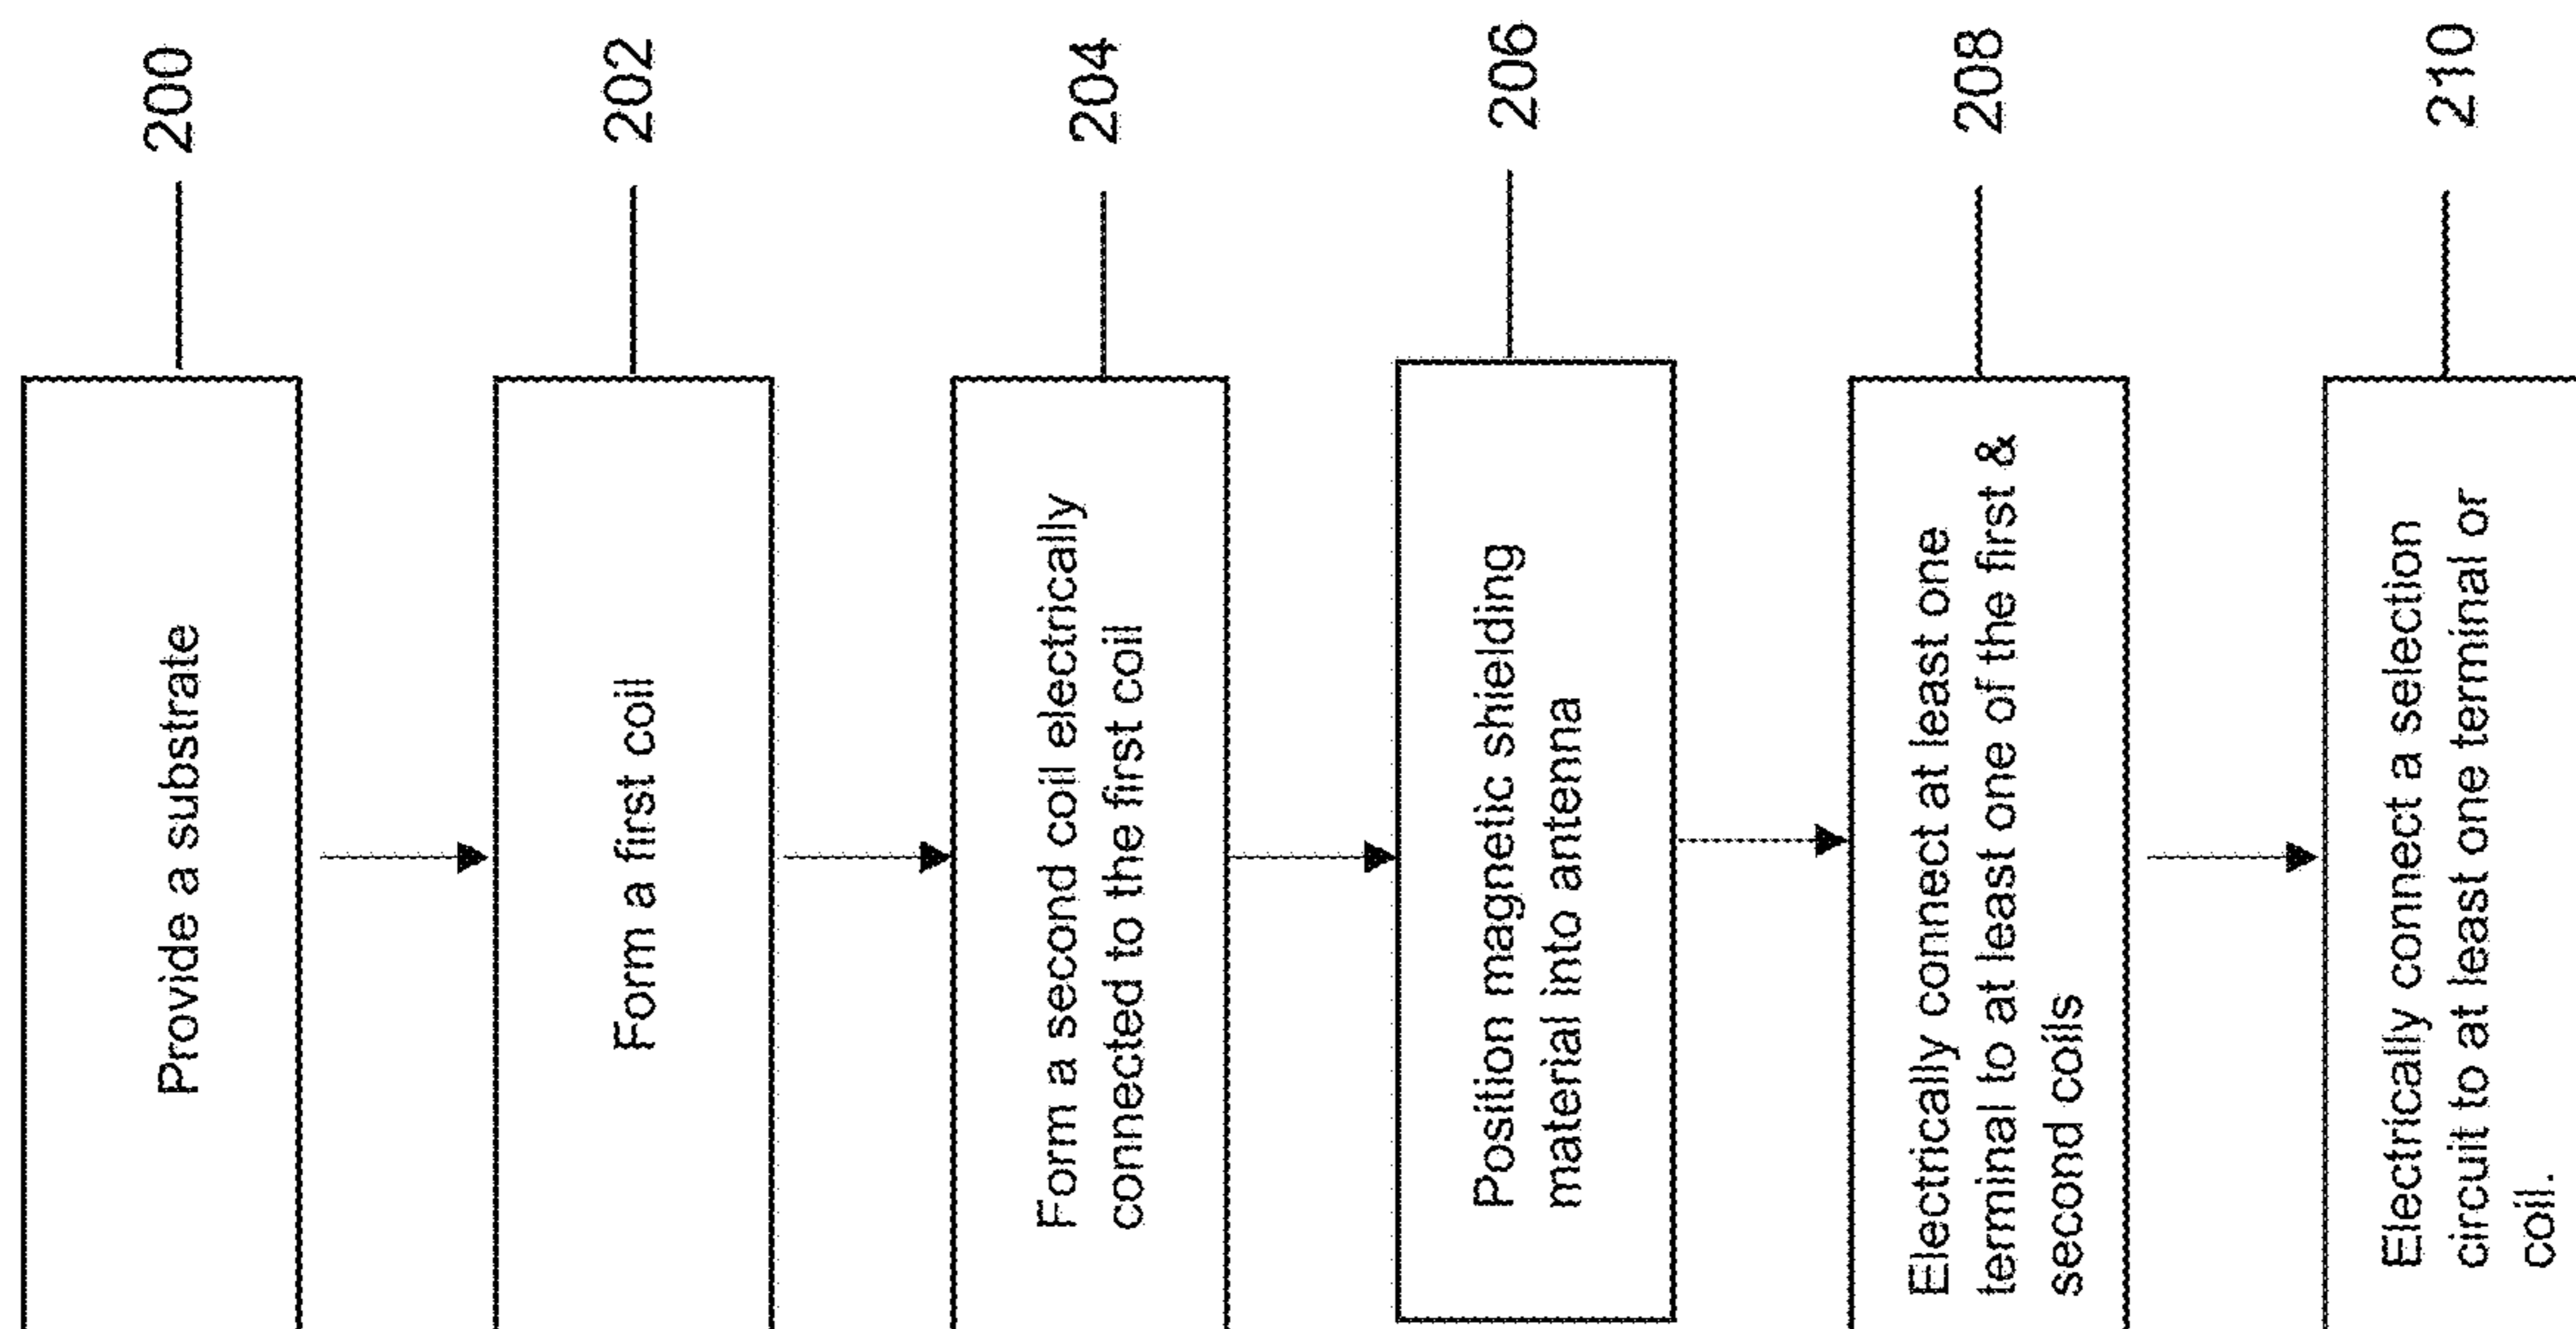 Provide a substrate
200
Form a first coil
202
Form a second coil electrically
connected to the first coil
204
Position magnetic shielding
material into antenna
206
Electrically connect at least one
terminal to at least one of the first &
second coils
208
Electrically connect a selection
circuit to at least one terminal or
coil.
210